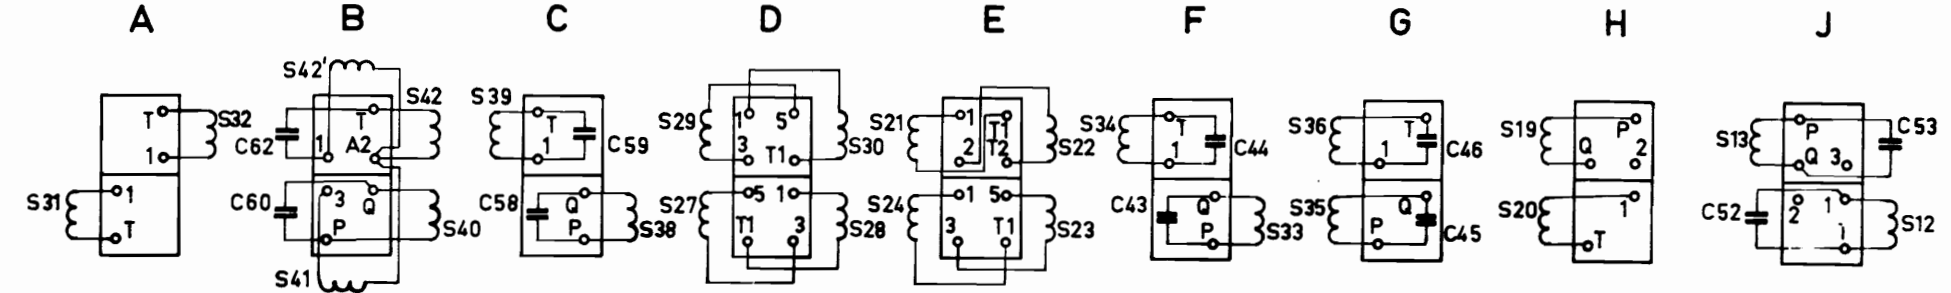 A B C D E F G H J
S42'
S32 T 1
S31 1 T
S42 T C62 1 A2
C60 3 Q P S40
S41
S39 T 1 C59
C58 Q P S38
S29 1 5 3 T1 S30
S27 5 1 T1 3 S28
S21 1 T1 2 T2 S22
S24 1 5 3 T1 S23
S34 T 1 C44
C43 Q P S33
S36 T 1 C46
S35 Q P C45
S19 P Q 2
S20 1 T
S13 P Q 3 C53
C52 2 1 S12